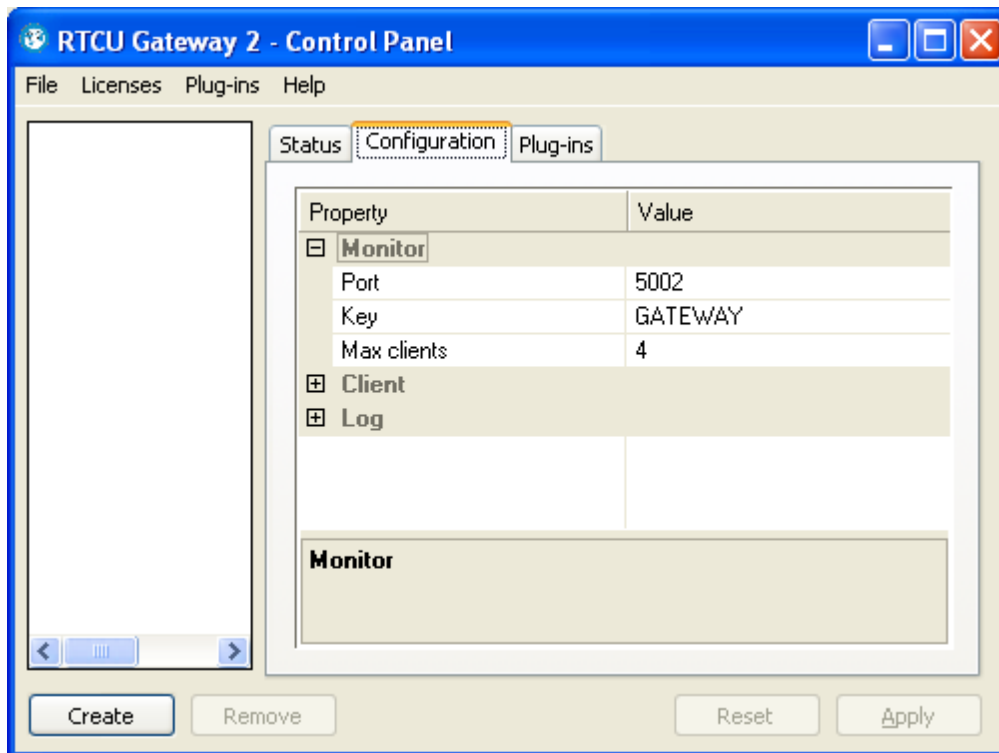 RTCU Gateway 2 - Control Panel
File Licenses Plug-ins Help
Status Configuration Plug-ins
Property Value
Monitor
Port 5002
Key GATEWAY
Max clients 4
Client
Log
Monitor
Create Remove Reset Apply